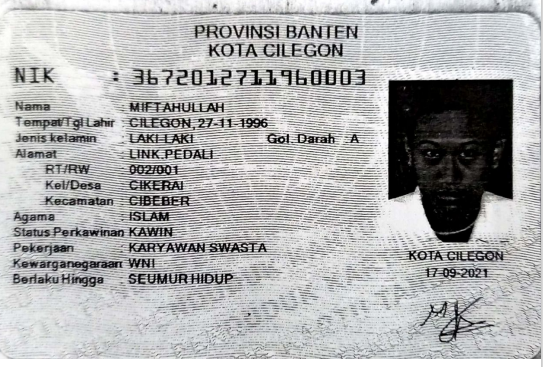 PROVINSI BANTEN
KOTA CILEGON
NIK : 3672012711960003
Nama : MIFTAHULLAH
Tempat/Tgl Lahir : CILEGON, 27-11-1996
Jenis kelamin : LAKI-LAKI Gol. Darah A
Alamat : LINK.PEDALI
RT/RW : 002/001
Kel/Desa : CIKERAI
Kecamatan : CIBEBER
Agama : ISLAM
Status Perkawinan KAWIN
Pekerjaan : KARYAWAN SWASTA
Kewarganegaraan: WNI
Berlaku Hingga : SEUMUR HIDUP
KOTA CILEGON
17-09-2021